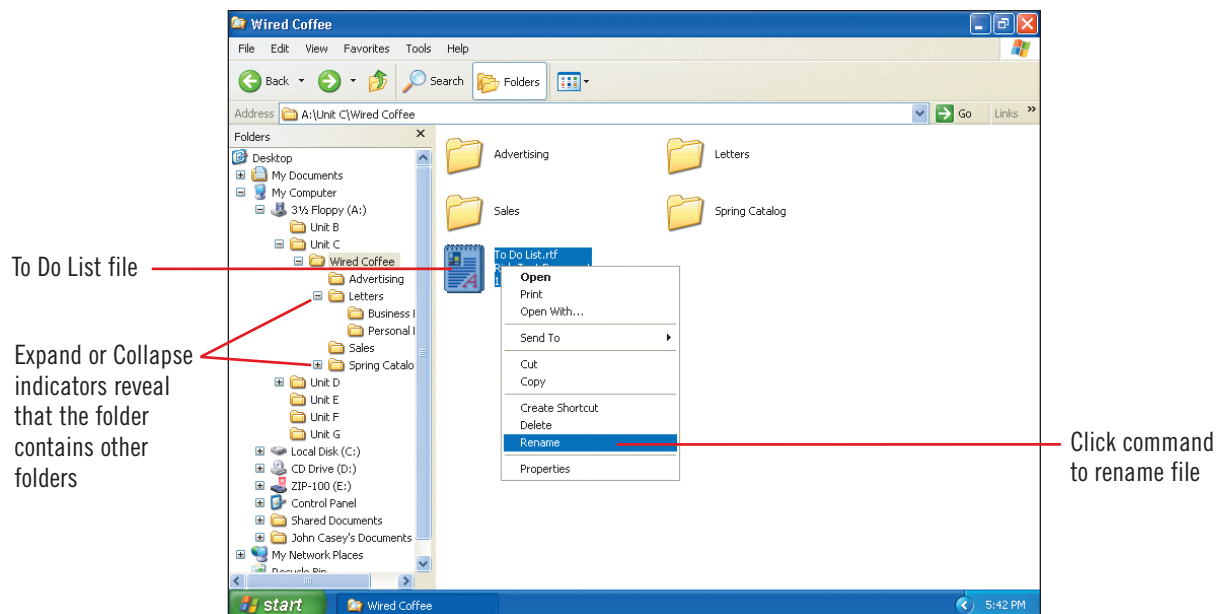 Wired Coffee
File Edit View Favorites Tools Help
Back Search Folders
Address A:\Unit C\Wired Coffee Go Links »
Folders ×
Desktop
My Documents
My Computer
3½ Floppy (A:)
Unit B
Unit C
Wired Coffee
Advertising
Letters
Business
Personal
Sales
Spring Catalo
Unit D
Unit E
Unit F
Unit G
Local Disk (C:)
CD Drive (D:)
ZIP-100 (E:)
Control Panel
Shared Documents
John Casey's Documents
My Network Places
Recycle Bin
Advertising
Letters
Sales
Spring Catalog
To Do List.rtf
Open
Print
Open With...
Send To
Cut
Copy
Create Shortcut
Delete
Rename
Properties
start Wired Coffee 5:42 PM
To Do List file
Expand or Collapse
indicators reveal
that the folder
contains other
folders
Click command
to rename file